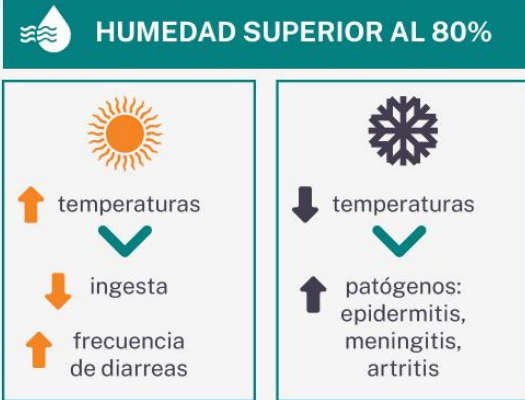 HUMEDAD SUPERIOR AL 80%
temperaturas
ingesta
frecuencia
de diarreas
temperaturas
patógenos:
epidermitis,
meningitis,
artritis